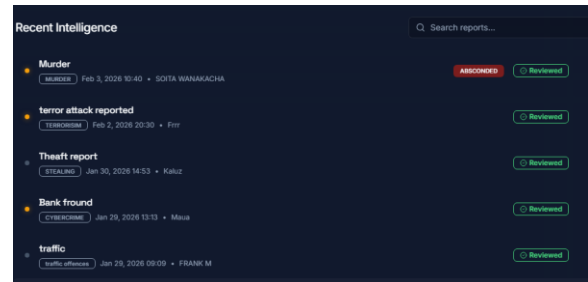 Recent Intelligence
Search reports...
Murder
ABSCONDED
Reviewed
MURDER Feb 3, 2026 10:40 • SOITA WANAKACHA
terror attack reported
Reviewed
TERRORISIM Feb 2, 2026 20:30 • Frrr
Theaft report
Reviewed
STEALING Jan 30, 2026 14:53 • Kaluz
Bank fround
Reviewed
CYBERCRIME Jan 29, 2026 13:13 • Maua
traffic
Reviewed
traffic offences Jan 29, 2026 09:09 • FRANK M